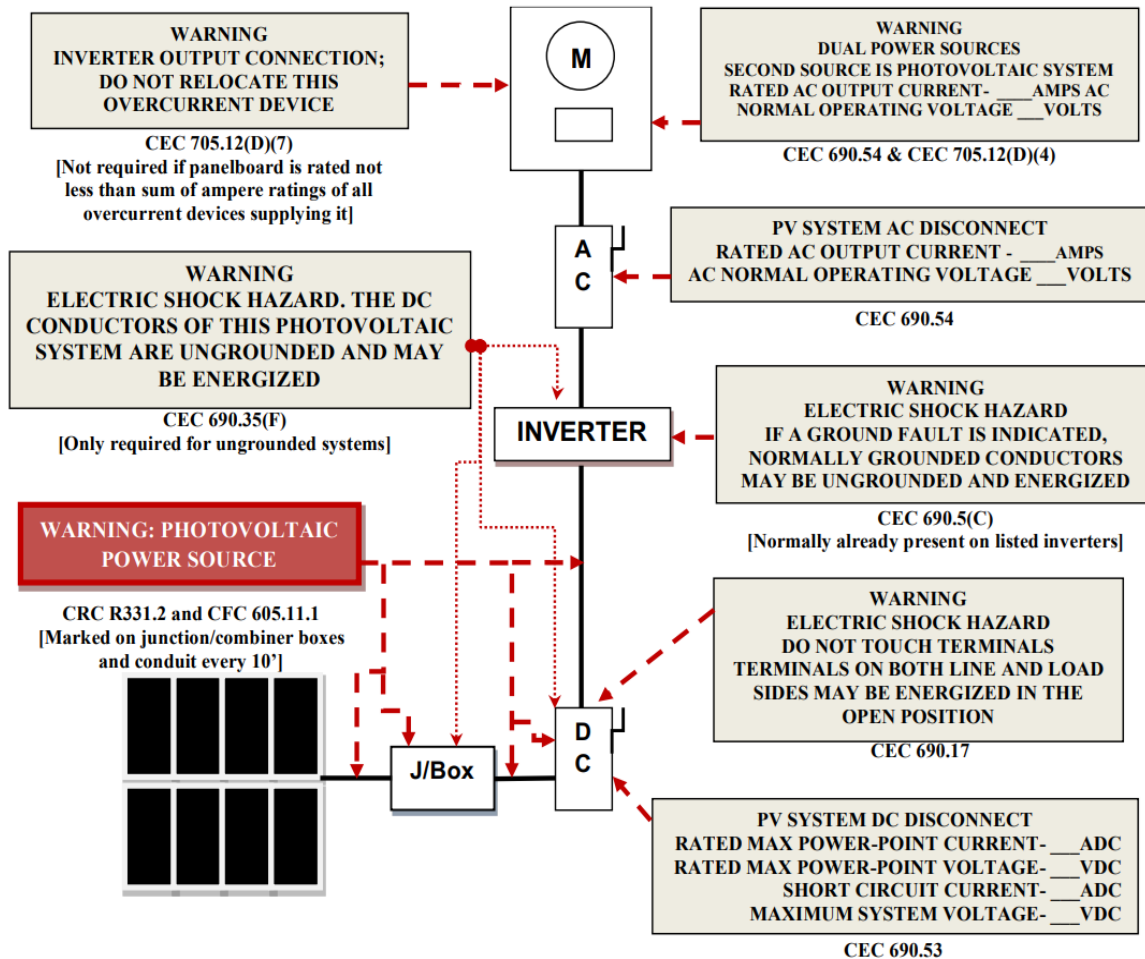 WARNING
INVERTER OUTPUT CONNECTION;
DO NOT RELOCATE THIS
OVERCURRENT DEVICE
CEC 705.12(D)(7)
[Not required if panelboard is rated not
less than sum of ampere ratings of all
overcurrent devices supplying it]
M
WARNING
DUAL POWER SOURCES
SECOND SOURCE IS PHOTOVOLTAIC SYSTEM
RATED AC OUTPUT CURRENT- ____AMPS AC
NORMAL OPERATING VOLTAGE ___VOLTS
CEC 690.54 & CEC 705.12(D)(4)
A
C
PV SYSTEM AC DISCONNECT
RATED AC OUTPUT CURRENT - ____AMPS
AC NORMAL OPERATING VOLTAGE ___VOLTS
CEC 690.54
WARNING
ELECTRIC SHOCK HAZARD. THE DC
CONDUCTORS OF THIS PHOTOVOLTAIC
SYSTEM ARE UNGROUNDED AND MAY
BE ENERGIZED
CEC 690.35(F)
[Only required for ungrounded systems]
INVERTER
WARNING
ELECTRIC SHOCK HAZARD
IF A GROUND FAULT IS INDICATED,
NORMALLY GROUNDED CONDUCTORS
MAY BE UNGROUNDED AND ENERGIZED
CEC 690.5(C)
[Normally already present on listed inverters]
WARNING: PHOTOVOLTAIC
POWER SOURCE
CRC R331.2 and CFC 605.11.1
[Marked on junction/combiner boxes
and conduit every 10’]
WARNING
ELECTRIC SHOCK HAZARD
DO NOT TOUCH TERMINALS
TERMINALS ON BOTH LINE AND LOAD
SIDES MAY BE ENERGIZED IN THE
OPEN POSITION
CEC 690.17
J/Box
D
C
PV SYSTEM DC DISCONNECT
RATED MAX POWER-POINT CURRENT- ___ADC
RATED MAX POWER-POINT VOLTAGE- ___VDC
SHORT CIRCUIT CURRENT- ___ADC
MAXIMUM SYSTEM VOLTAGE- ___VDC
CEC 690.53